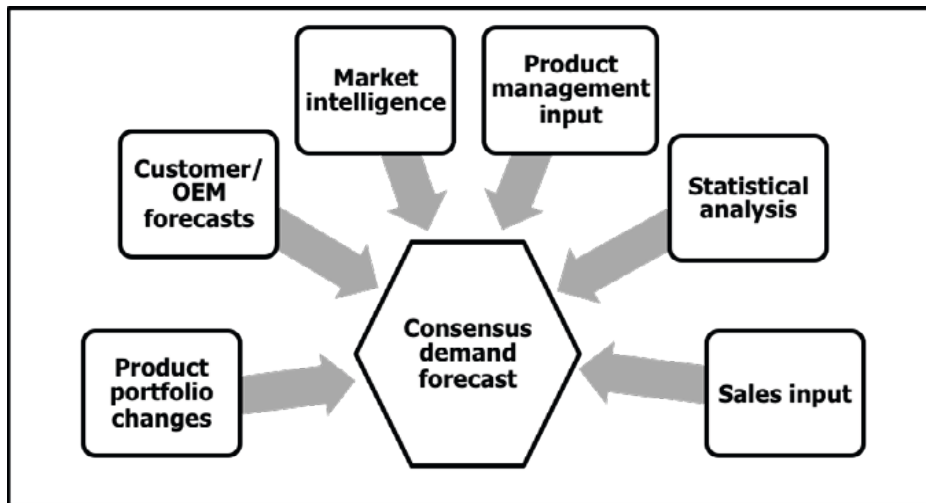 Market
intelligence
Product
management
input
Customer/
OEM
forecasts
Statistical
analysis
Product
portfolio
changes
Consensus
demand
forecast
Sales input